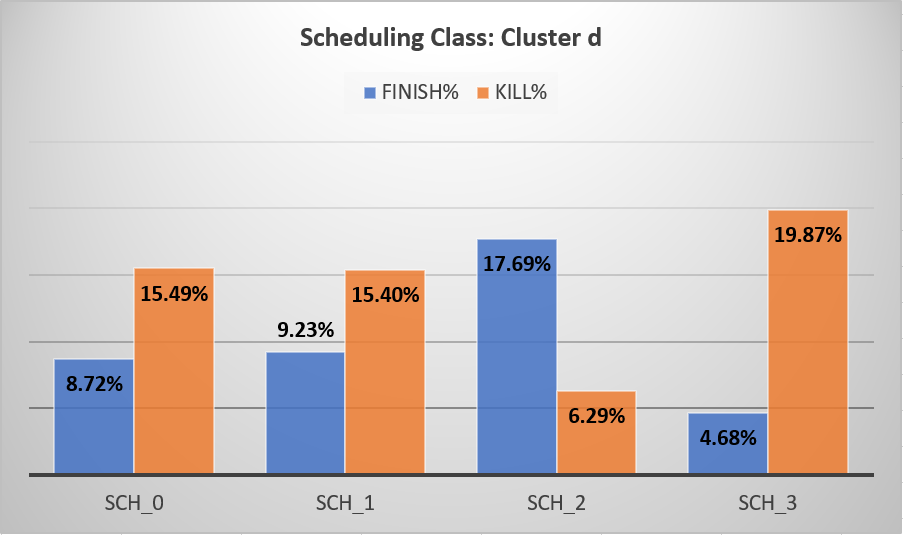 Scheduling Class: Cluster d
FINISH% KILL%
8.72% 15.49% 9.23% 15.40% 17.69% 6.29% 4.68% 19.87%
SCH_0 SCH_1 SCH_2 SCH_3